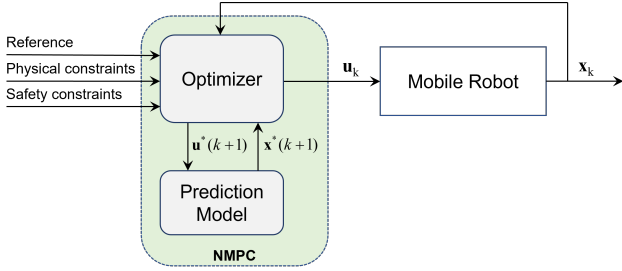 Reference
Physical constraints
Safety constraints
Optimizer
u_k
Mobile Robot
x_k
u*(k+1)
x*(k+1)
Prediction
Model
NMPC